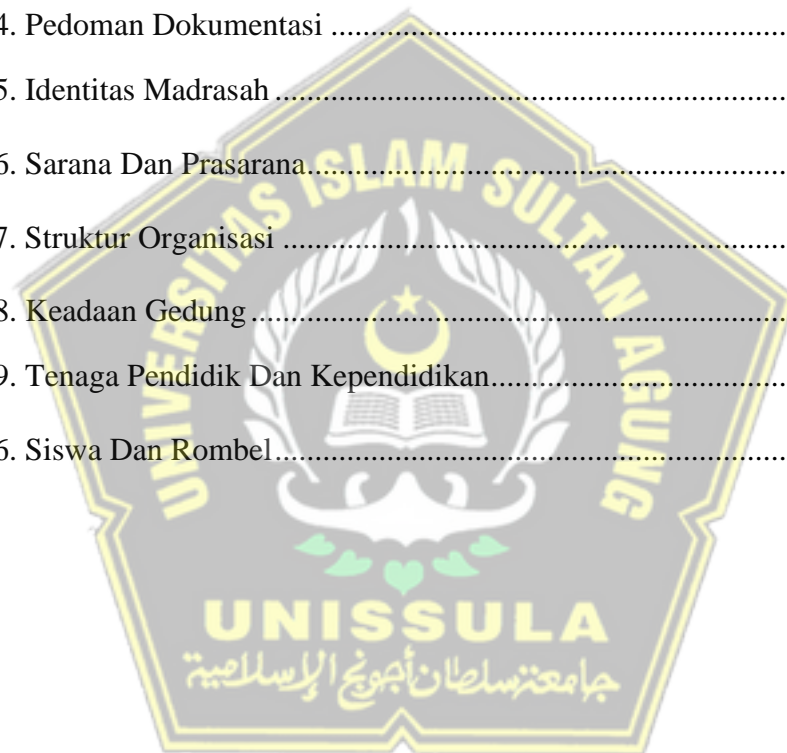 4. Pedoman Dokumentasi ............................................................
5. Identitas Madrasah ....................................................................
6. Sarana Dan Prasarana................................................................
7. Struktur Organisasi ...................................................................
8. Keadaan Gedung .......................................................................
9. Tenaga Pendidik Dan Kependidikan.......................................
6. Siswa Dan Rombel....................................................................
UNIVERSITAS ISLAM SULTAN AGUNG
UNISSULA
جامعة سلطان أجونج الإسلامية